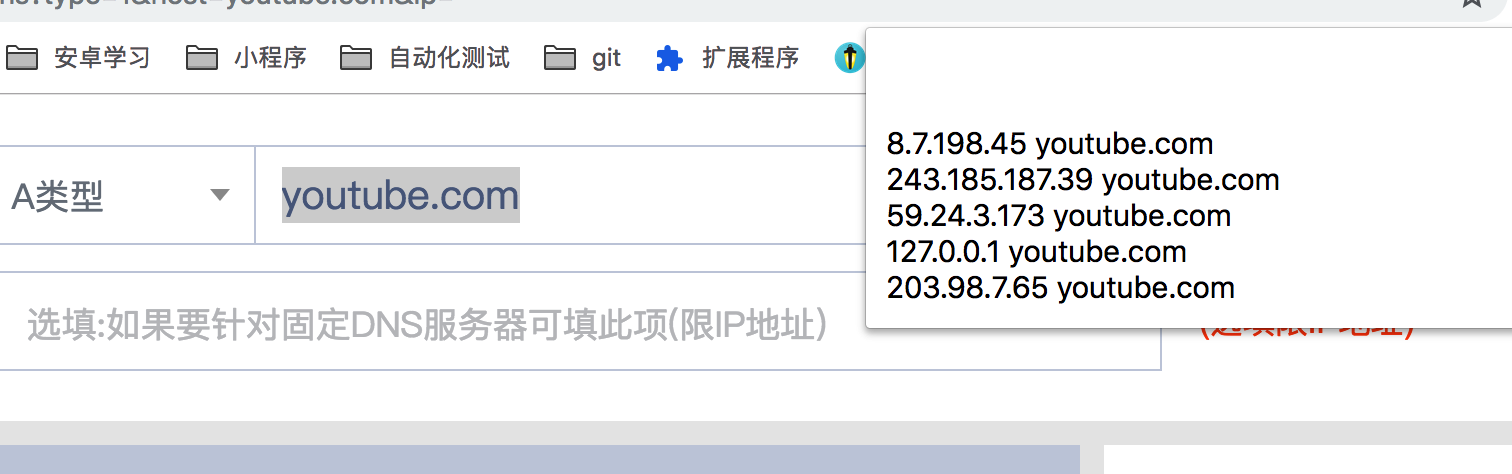 安卓学习 小程序 自动化测试 git 扩展程序
8.7.198.45 youtube.com
243.185.187.39 youtube.com
59.24.3.173 youtube.com
127.0.0.1 youtube.com
203.98.7.65 youtube.com
A类型 youtube.com
选填:如果要针对固定DNS服务器可填此项(限IP地址)